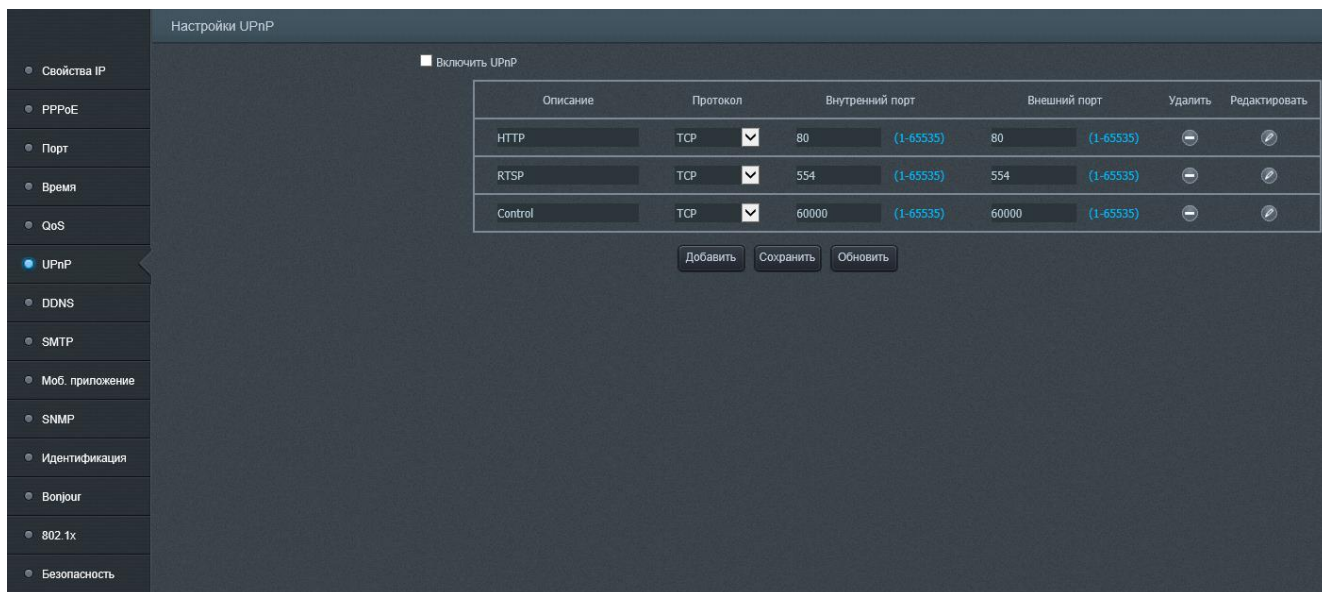 Настройки UPnP
Свойства IP
PPPoE
Порт
Время
QoS
UPnP
DDNS
SMTP
Моб. приложение
SNMP
Идентификация
Bonjour
802.1x
Безопасность
Включить UPnP
Описание Протокол Внутренний порт Внешний порт Удалить Редактировать
HTTP TCP 80 (1-65535) 80 (1-65535)
RTSP TCP 554 (1-65535) 554 (1-65535)
Control TCP 60000 (1-65535) 60000 (1-65535)
Добавить Сохранить Обновить